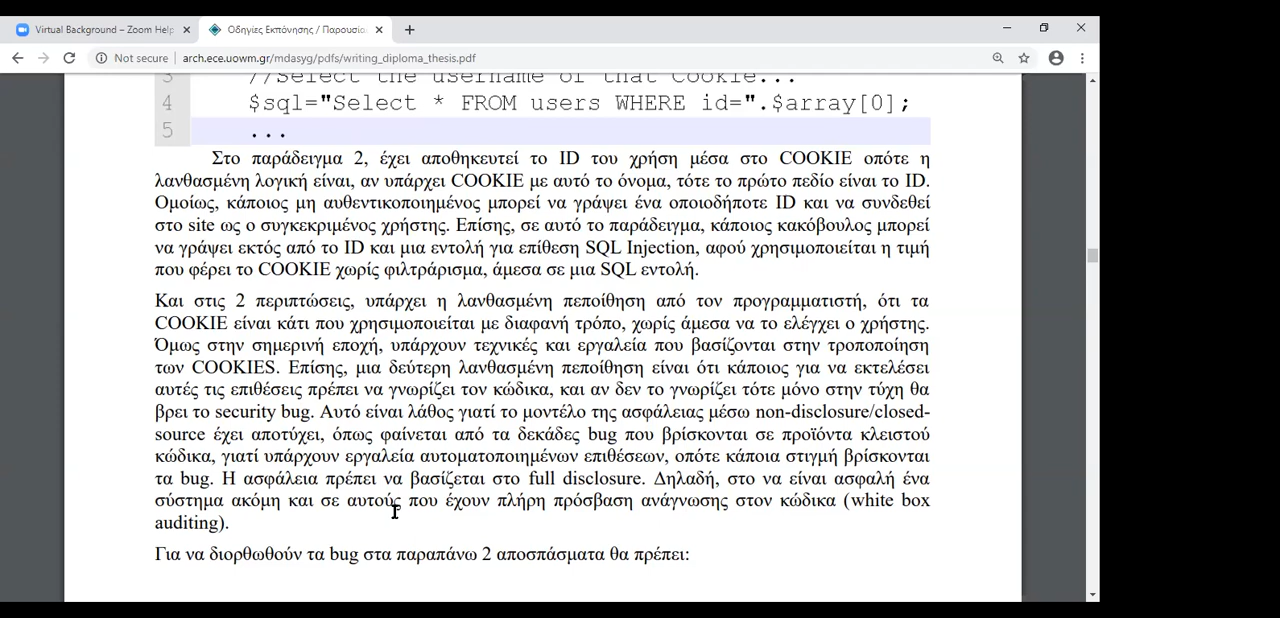 Virtual Background – Zoom Help
Οδηγίες Εκπόνησης / Παρουσία
Not secure | arch.ece.uowm.gr/mdasyg/pdfs/writing_diploma_thesis.pdf
3 //Select the username of that Cookie...
4 $sql="Select * FROM users WHERE id=".$array[0];
5 ...
Στο παράδειγμα 2, έχει αποθηκευτεί το ID του χρήση μέσα στο COOKIE οπότε η
λανθασμένη λογική είναι, αν υπάρχει COOKIE με αυτό το όνομα, τότε το πρώτο πεδίο είναι το ID.
Ομοίως, κάποιος μη αυθεντικοποιημένος μπορεί να γράψει ένα οποιοδήποτε ID και να συνδεθεί
στο site ως ο συγκεκριμένος χρήστης. Επίσης, σε αυτό το παράδειγμα, κάποιος κακόβουλος μπορεί
να γράψει εκτός από το ID και μια εντολή για επίθεση SQL Injection, αφού χρησιμοποιείται η τιμή
που φέρει το COOKIE χωρίς φιλτράρισμα, άμεσα σε μια SQL εντολή.
Και στις 2 περιπτώσεις, υπάρχει η λανθασμένη πεποίθηση από τον προγραμματιστή, ότι τα
COOKIE είναι κάτι που χρησιμοποιείται με διαφανή τρόπο, χωρίς άμεσα να το ελέγχει ο χρήστης.
Όμως στην σημερινή εποχή, υπάρχουν τεχνικές και εργαλεία που βασίζονται στην τροποποίηση
των COOKIES. Επίσης, μια δεύτερη λανθασμένη πεποίθηση είναι ότι κάποιος για να εκτελέσει
αυτές τις επιθέσεις πρέπει να γνωρίζει τον κώδικα, και αν δεν το γνωρίζει τότε μόνο στην τύχη θα
βρει το security bug. Αυτό είναι λάθος γιατί το μοντέλο της ασφάλειας μέσω non-disclosure/closed-
source έχει αποτύχει, όπως φαίνεται από τα δεκάδες bug που βρίσκονται σε προϊόντα κλειστού
κώδικα, γιατί υπάρχουν εργαλεία αυτοματοποιημένων επιθέσεων, οπότε κάποια στιγμή βρίσκονται
τα bug. Η ασφάλεια πρέπει να βασίζεται στο full disclosure. Δηλαδή, στο να είναι ασφαλή ένα
σύστημα ακόμη και σε αυτούς που έχουν πλήρη πρόσβαση ανάγνωσης στον κώδικα (white box
auditing).
Για να διορθωθούν τα bug στα παραπάνω 2 αποσπάσματα θα πρέπει: